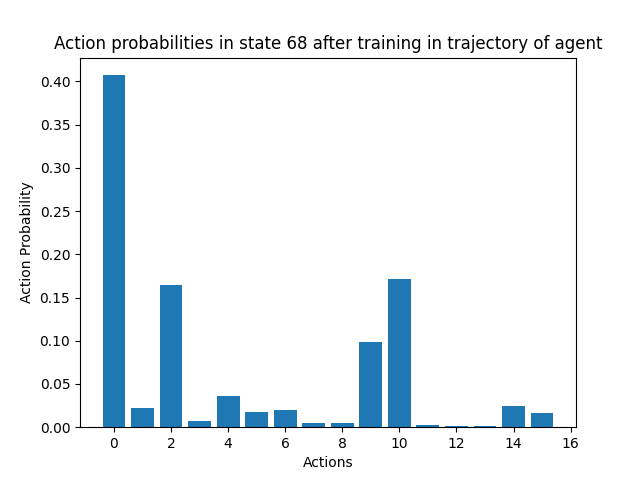 Action probabilities in state 68 after training in trajectory of agent
0.40
0.35
0.30
0.25
0.20
0.15
0.10
0.05
0.00
Action Probability
0 2 4 6 8 10 12 14 16
Actions